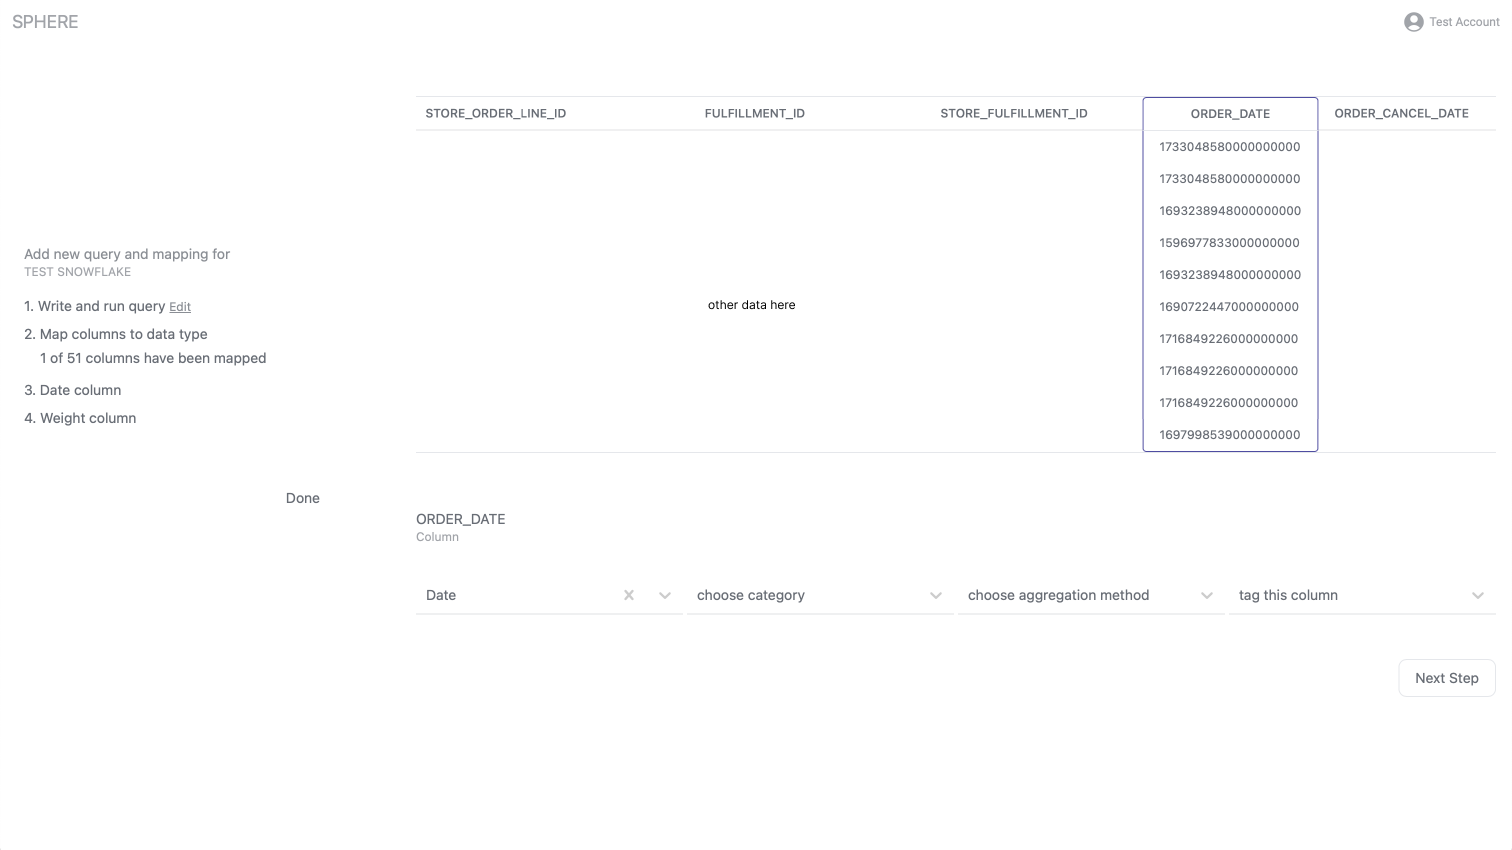 SPHERE
Test Account
STORE_ORDER_LINE_ID FULFILLMENT_ID STORE_FULFILLMENT_ID ORDER_DATE ORDER_CANCEL_DATE
1733048580000000000
1733048580000000000
1693238948000000000
1596977833000000000
1693238948000000000
1690722447000000000
1716849226000000000
1716849226000000000
1716849226000000000
1697998539000000000
other data here
Add new query and mapping for
TEST SNOWFLAKE
1. Write and run query Edit
2. Map columns to data type
1 of 51 columns have been mapped
3. Date column
4. Weight column
Done
ORDER_DATE
Column
Date choose category choose aggregation method tag this column
Next Step